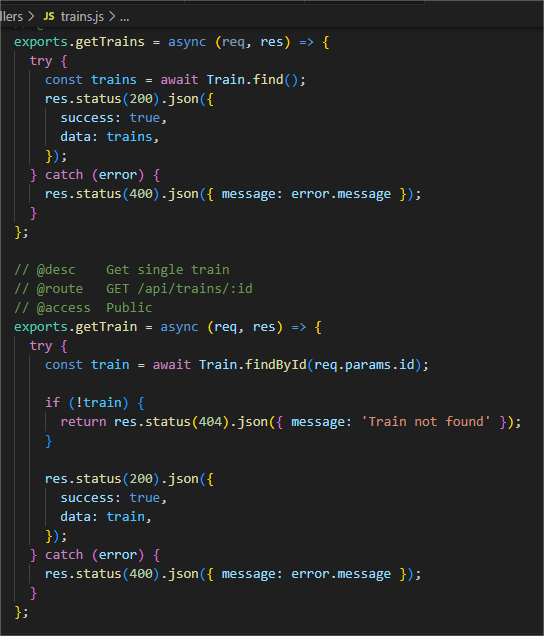 llers > JS trains.js > ...
exports.getTrains = async (req, res) => {
  try {
    const trains = await Train.find();
    res.status(200).json({
      success: true,
      data: trains,
    });
  } catch (error) {
    res.status(400).json({ message: error.message });
  }
};

// @desc    Get single train
// @route   GET /api/trains/:id
// @access  Public
exports.getTrain = async (req, res) => {
  try {
    const train = await Train.findById(req.params.id);

    if (!train) {
      return res.status(404).json({ message: 'Train not found' });
    }

    res.status(200).json({
      success: true,
      data: train,
    });
  } catch (error) {
    res.status(400).json({ message: error.message });
  }
};